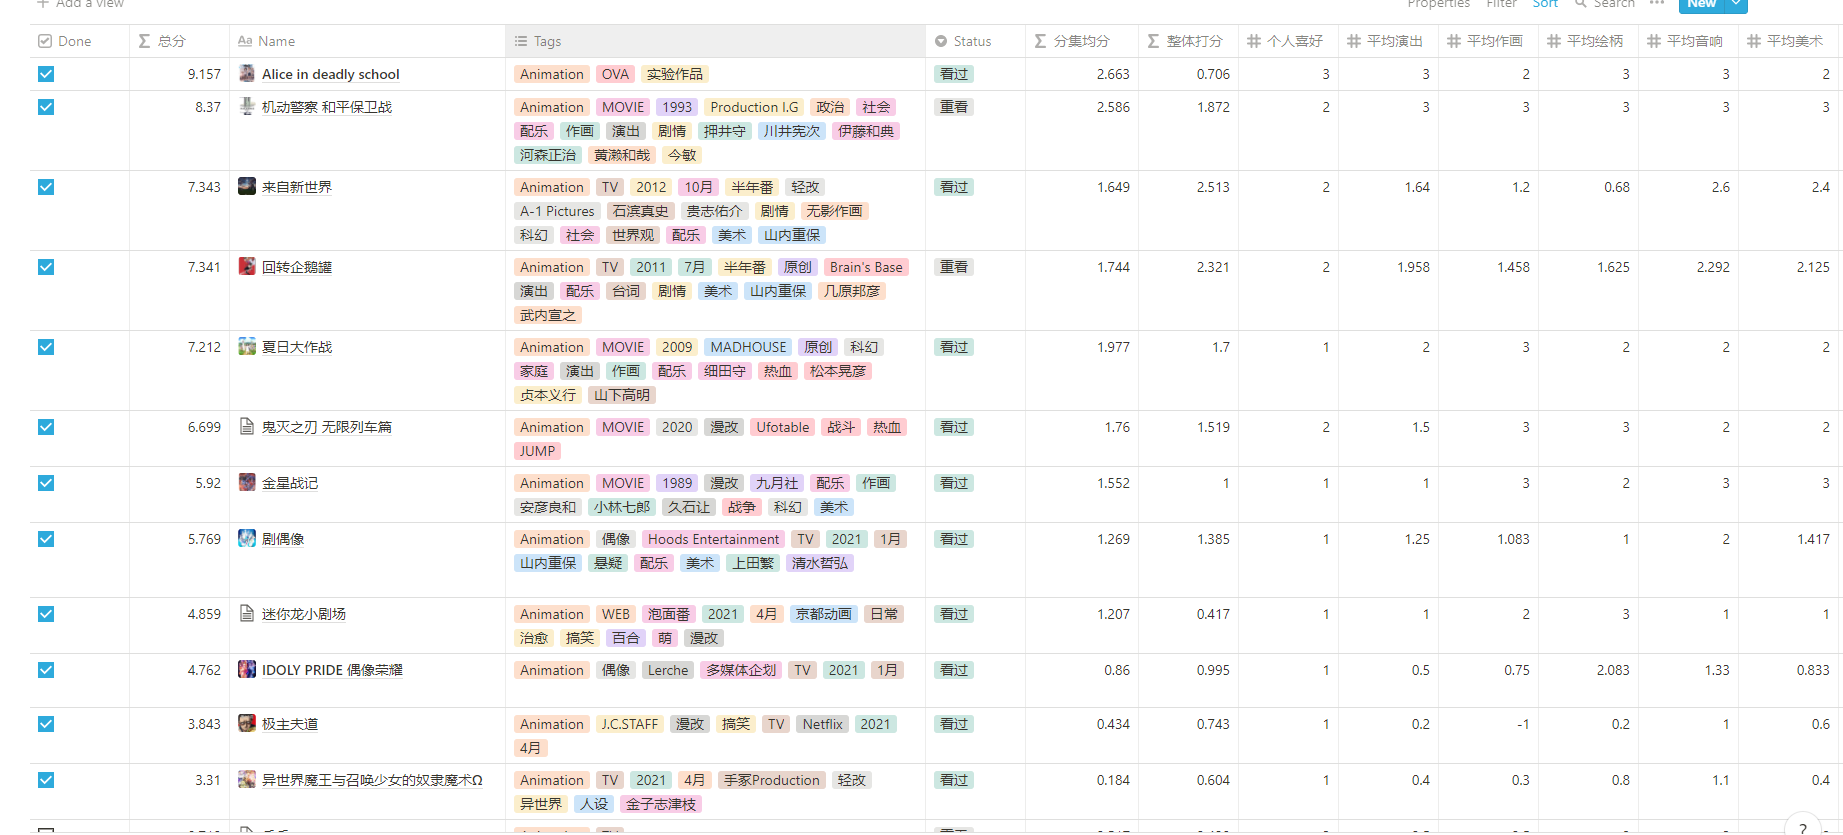 + Add a view Properties Filter Sort Search ··· New
Done Σ 总分 Aa Name Tags Status Σ 分集均分 Σ 整体打分 # 个人喜好 # 平均演出 # 平均作画 # 平均绘柄 # 平均音响 # 平均美术
9.157 Alice in deadly school Animation OVA 实验作品 看过 2.663 0.706 3 3 2 3 3 2
8.37 机动警察 和平保卫战 Animation MOVIE 1993 Production I.G 政治 社会 重看 2.586 1.872 2 3 3 3 3 3
配乐 作画 演出 剧情 押井守 川井宪次 伊藤和典
河森正治 黄濑和哉 今敏
7.343 来自新世界 Animation TV 2012 10月 半年番 轻改 看过 1.649 2.513 2 1.64 1.2 0.68 2.6 2.4
A-1 Pictures 石滨真史 贵志佑介 剧情 无影作画
科幻 社会 世界观 配乐 美术 山内重保
7.341 回转企鹅罐 Animation TV 2011 7月 半年番 原创 Brain's Base 重看 1.744 2.321 2 1.958 1.458 1.625 2.292 2.125
演出 配乐 台词 剧情 美术 山内重保 几原邦彦
武内宣之
7.212 夏日大作战 Animation MOVIE 2009 MADHOUSE 原创 科幻 看过 1.977 1.7 1 2 3 2 2 2
家庭 演出 作画 配乐 细田守 热血 松本晃彦
贞本义行 山下高明
6.699 鬼灭之刃 无限列车篇 Animation MOVIE 2020 漫改 Ufotable 战斗 热血 看过 1.76 1.519 2 1.5 3 3 2 2
JUMP
5.92 金星战记 Animation MOVIE 1989 漫改 九月社 配乐 作画 看过 1.552 1 1 1 3 2 3 3
安彦良和 小林七郎 久石让 战争 科幻 美术
5.769 剧偶像 Animation 偶像 Hoods Entertainment TV 2021 1月 看过 1.269 1.385 1 1.25 1.083 1 2 1.417
山内重保 悬疑 配乐 美术 上田繁 清水哲弘
4.859 迷你龙小剧场 Animation WEB 泡面番 2021 4月 京都动画 日常 看过 1.207 0.417 1 1 2 3 1 1
治愈 搞笑 百合 萌 漫改
4.762 IDOLY PRIDE 偶像荣耀 Animation 偶像 Lerche 多媒体企划 TV 2021 1月 看过 0.86 0.995 1 0.5 0.75 2.083 1.33 0.833
3.843 极主夫道 Animation J.C.STAFF 漫改 搞笑 TV Netflix 2021 看过 0.434 0.743 1 0.2 -1 0.2 1 0.6
4月
3.31 异世界魔王与召唤少女的奴隶魔术Ω Animation TV 2021 4月 手冢Production 轻改 看过 0.184 0.604 1 0.4 0.3 0.8 1.1 0.4
异世界 人设 金子志津枝
?